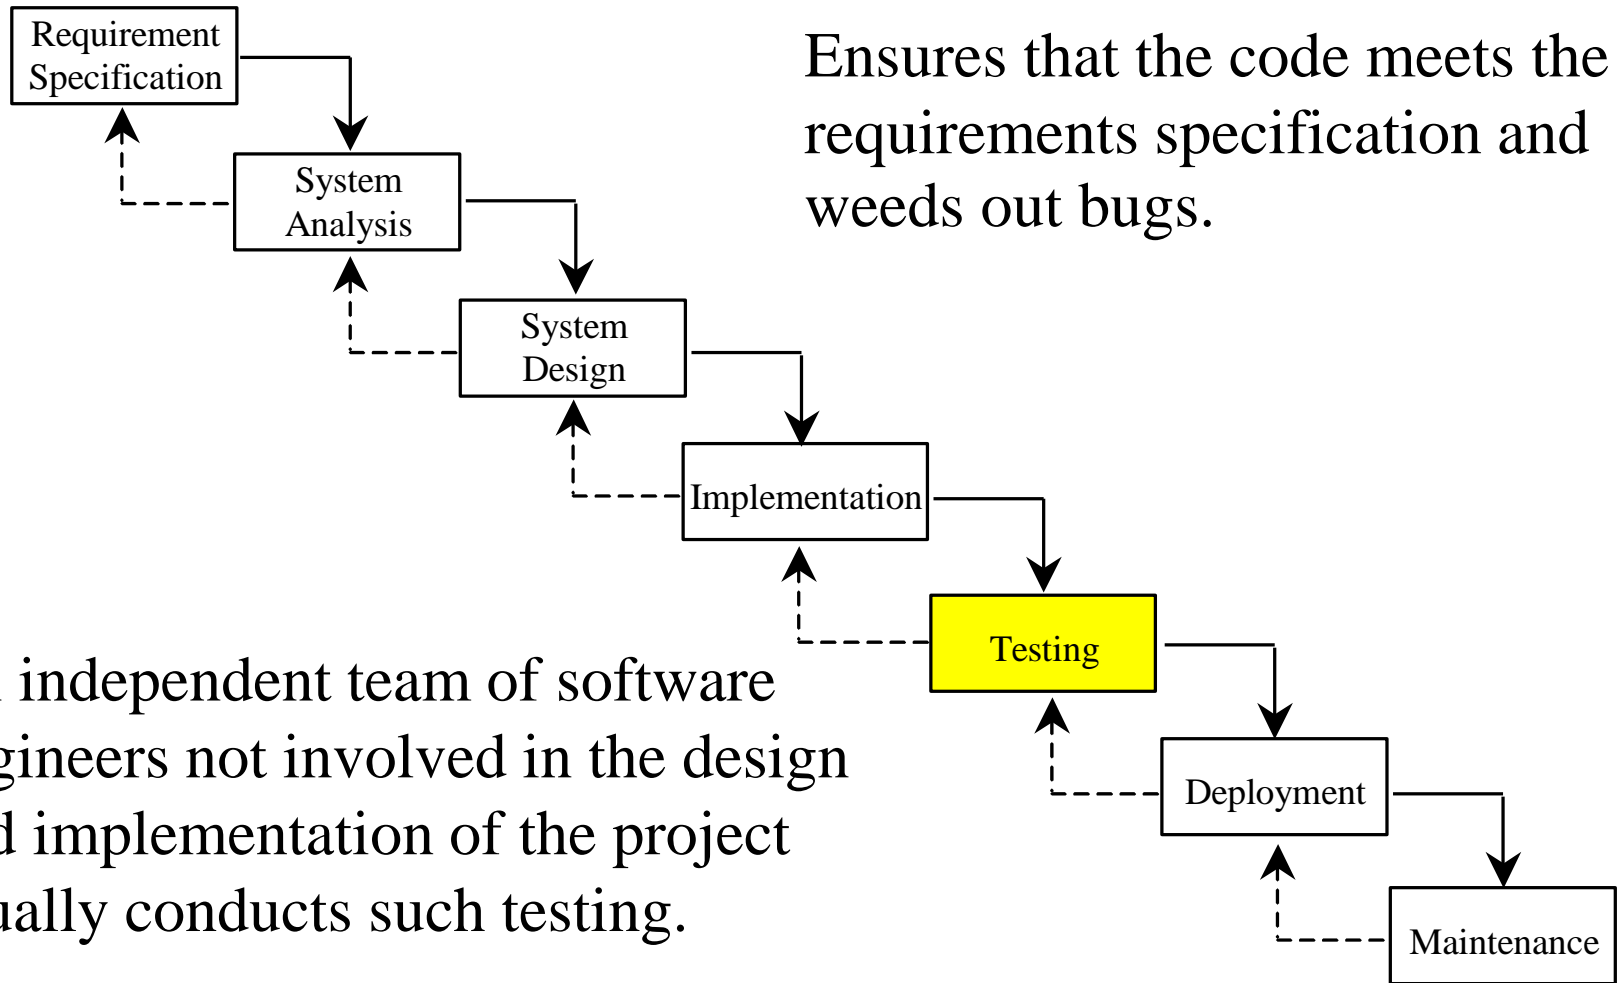 Requirement
Specification
Ensures that the code meets the
requirements specification and
weeds out bugs.
System
Analysis
System
Design
Implementation
Testing
independent team of software
gineers not involved in the design
implementation of the project
ually conducts such testing.
Deployment
Maintenance